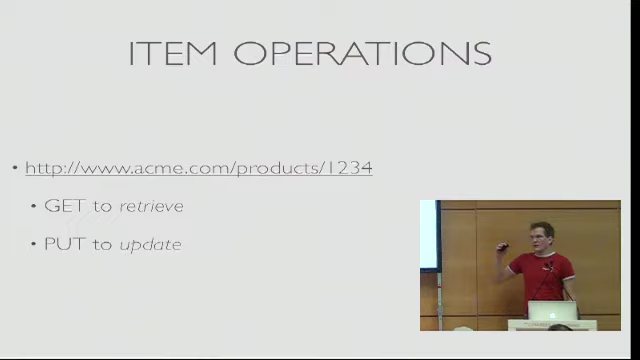 ITEM OPERATIONS
• http://www.acme.com/products/1234
• GET to retrieve
• PUT to update